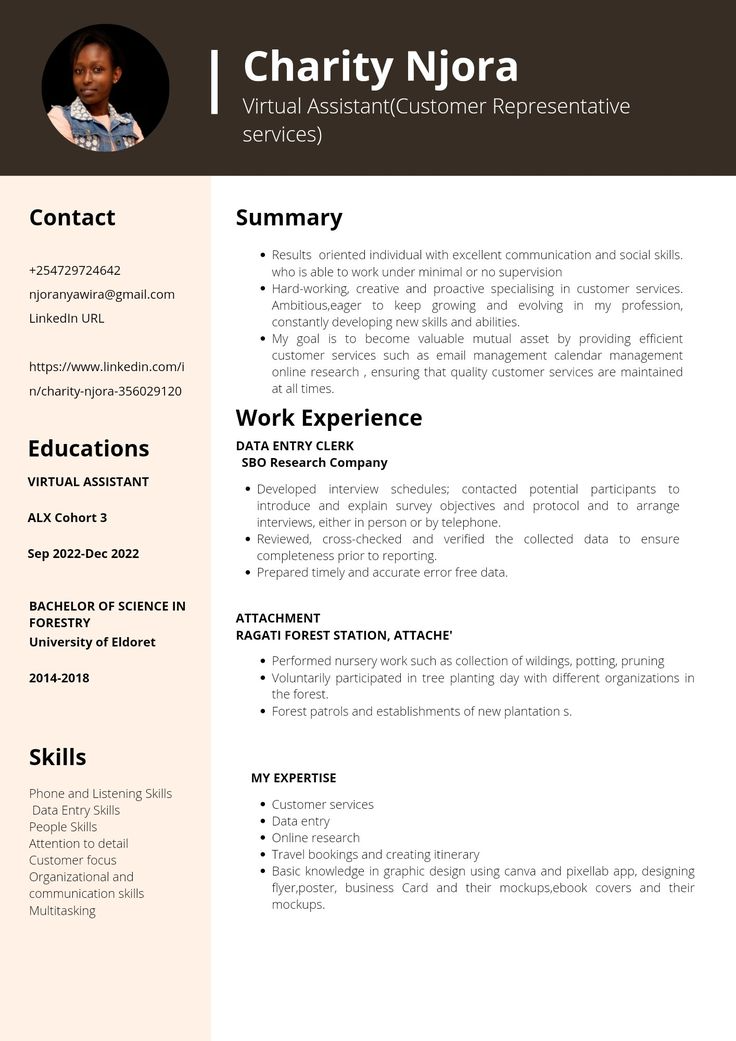 Charity Njora
Virtual Assistant(Customer Representative
services)
Contact
+254729724642
njoranyawira@gmail.com
LinkedIn URL
https://www.linkedin.com/i
n/charity-njora-356029120
Educations
VIRTUAL ASSISTANT
ALX Cohort 3
Sep 2022-Dec 2022
BACHELOR OF SCIENCE IN
FORESTRY
University of Eldoret
2014-2018
Skills
Phone and Listening Skills
Data Entry Skills
People Skills
Attention to detail
Customer focus
Organizational and
communication skills
Multitasking
Summary
• Results oriented individual with excellent communication and social skills.
who is able to work under minimal or no supervision
• Hard-working, creative and proactive specialising in customer services.
Ambitious,eager to keep growing and evolving in my profession,
constantly developing new skills and abilities.
• My goal is to become valuable mutual asset by providing efficient
customer services such as email management calendar management
online research , ensuring that quality customer services are maintained
at all times.
Work Experience
DATA ENTRY CLERK
SBO Research Company
• Developed interview schedules; contacted potential participants to
introduce and explain survey objectives and protocol and to arrange
interviews, either in person or by telephone.
• Reviewed, cross-checked and verified the collected data to ensure
completeness prior to reporting.
• Prepared timely and accurate error free data.
ATTACHMENT
RAGATI FOREST STATION, ATTACHE'
• Performed nursery work such as collection of wildings, potting, pruning
• Voluntarily participated in tree planting day with different organizations in
the forest.
• Forest patrols and establishments of new plantation s.
MY EXPERTISE
• Customer services
• Data entry
• Online research
• Travel bookings and creating itinerary
• Basic knowledge in graphic design using canva and pixellab app, designing
flyer,poster, business Card and their mockups,ebook covers and their
mockups.